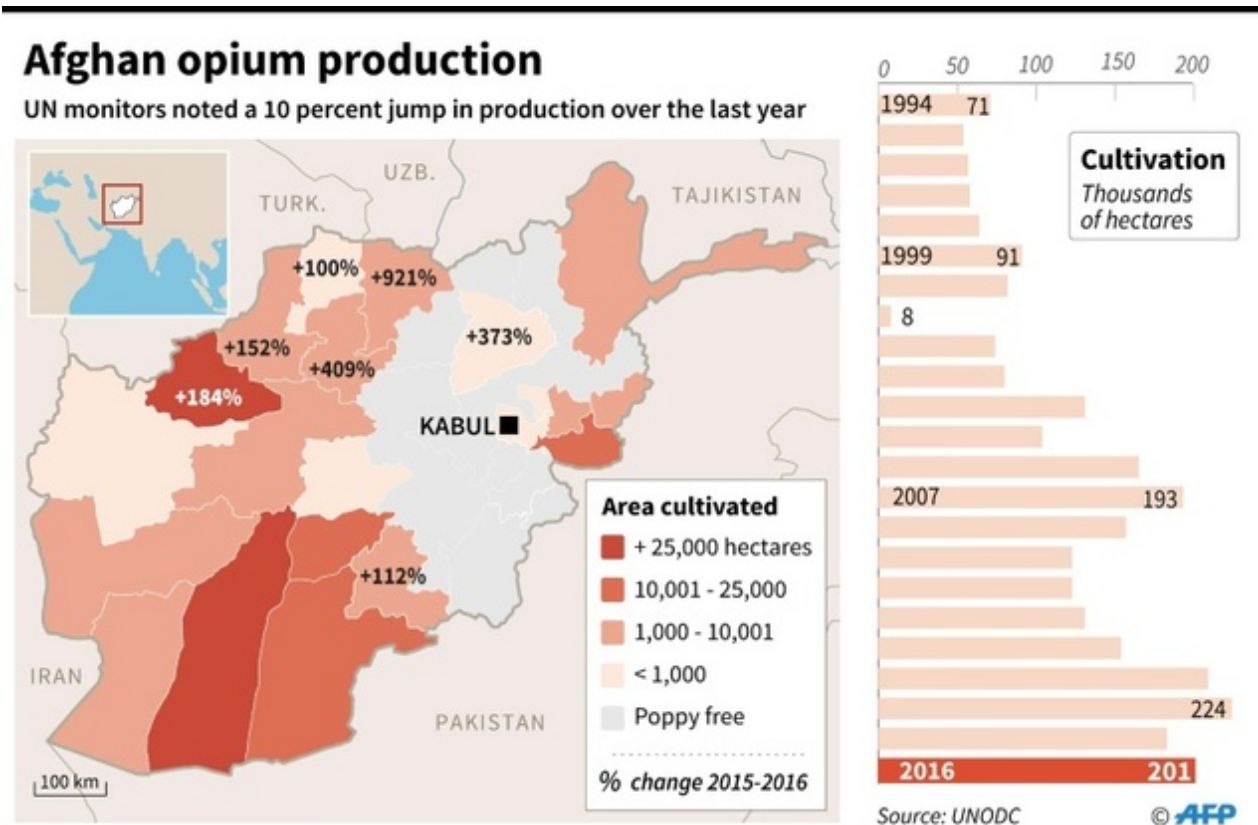 Afghan opium production
UN monitors noted a 10 percent jump in production over the last year
UZB.
TURK.
TAJIKISTAN
+100%
+921%
+373%
+152%
+409%
+184%
KABUL
+112%
IRAN
PAKISTAN
100 km
Area cultivated
+ 25,000 hectares
10,001 - 25,000
1,000 - 10,001
< 1,000
Poppy free
% change 2015-2016
0 50 100 150 200
Cultivation
Thousands
of hectares
1994 71
1999 91
8
2007 193
224
2016 201
Source: UNODC
© AFP